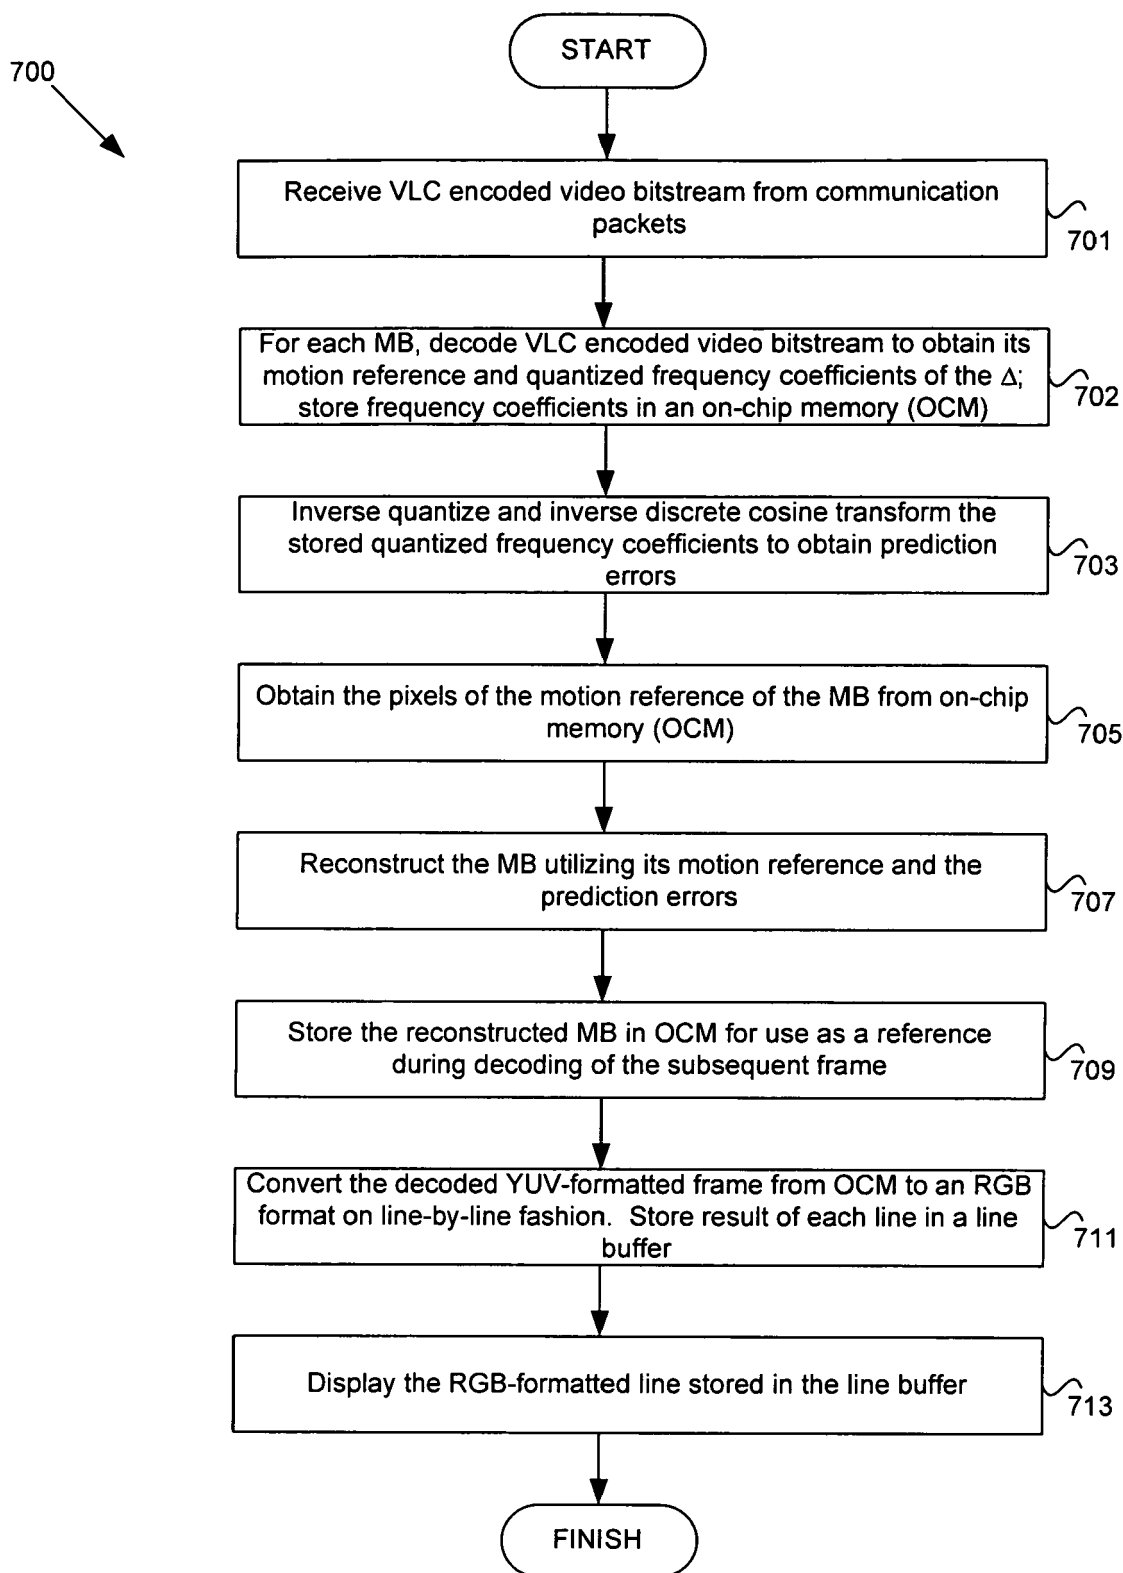 START
700
Receive VLC encoded video bitstream from communication
packets
701
For each MB, decode VLC encoded video bitstream to obtain its
motion reference and quantized frequency coefficients of the Δ;
store frequency coefficients in an on-chip memory (OCM)
702
Inverse quantize and inverse discrete cosine transform the
stored quantized frequency coefficients to obtain prediction
errors
703
Obtain the pixels of the motion reference of the MB from on-chip
memory (OCM)
705
Reconstruct the MB utilizing its motion reference and the
prediction errors
707
Store the reconstructed MB in OCM for use as a reference
during decoding of the subsequent frame
709
Convert the decoded YUV-formatted frame from OCM to an RGB
format on line-by-line fashion. Store result of each line in a line
buffer
711
Display the RGB-formatted line stored in the line buffer
713
FINISH